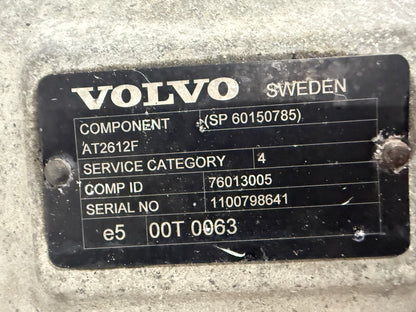 VOLVO SWEDEN
COMPONENT (SP 60150785)
AT2612F
SERVICE CATEGORY 4
COMP ID 76013005
SERIAL NO 1100798641
e5 00T 0063